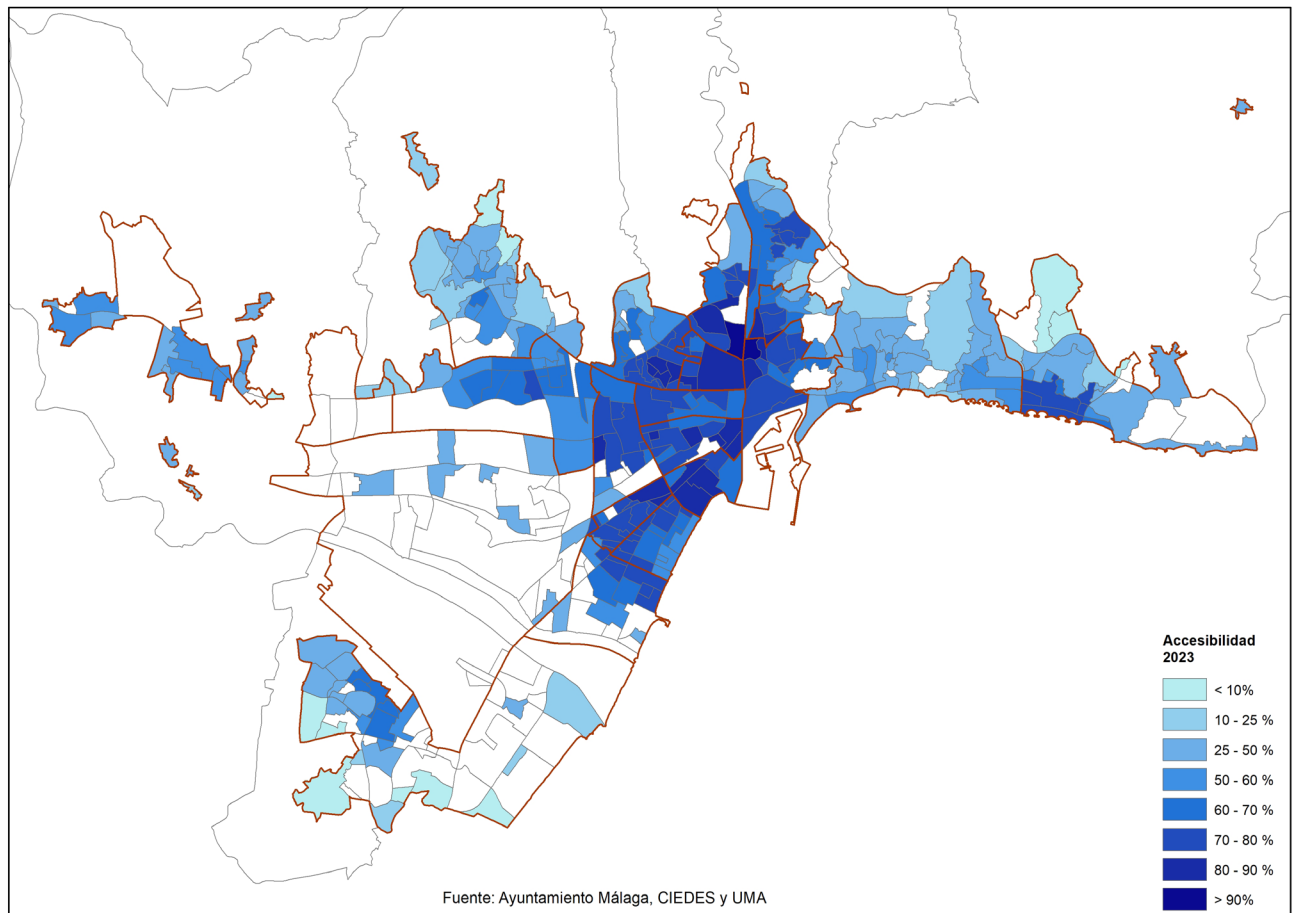 Accesibilidad
2023
< 10%
10 - 25 %
25 - 50 %
50 - 60 %
60 - 70 %
70 - 80 %
80 - 90 %
> 90%
Fuente: Ayuntamiento Málaga, CIEDES y UMA